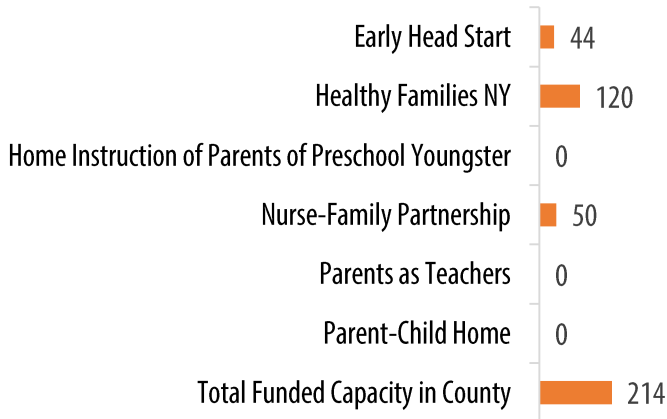 Early Head Start 44
Healthy Families NY 120
Home Instruction of Parents of Preschool Youngster 0
Nurse-Family Partnership 50
Parents as Teachers 0
Parent-Child Home 0
Total Funded Capacity in County 214